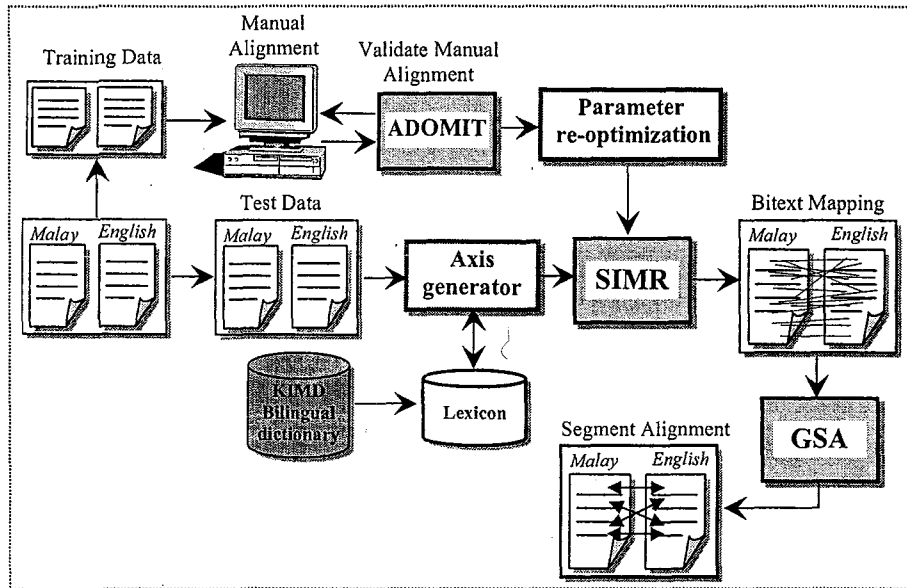 Manual
Alignment
Training Data
Validate Manual
Alignment
ADOMIT
Parameter
re-optimization
Malay English
Test Data
Malay English
Axis
generator
SIMR
Bitext Mapping
Malay English
KIMD
Bilingual
dictionary
Lexicon
GSA
Segment Alignment
Malay English